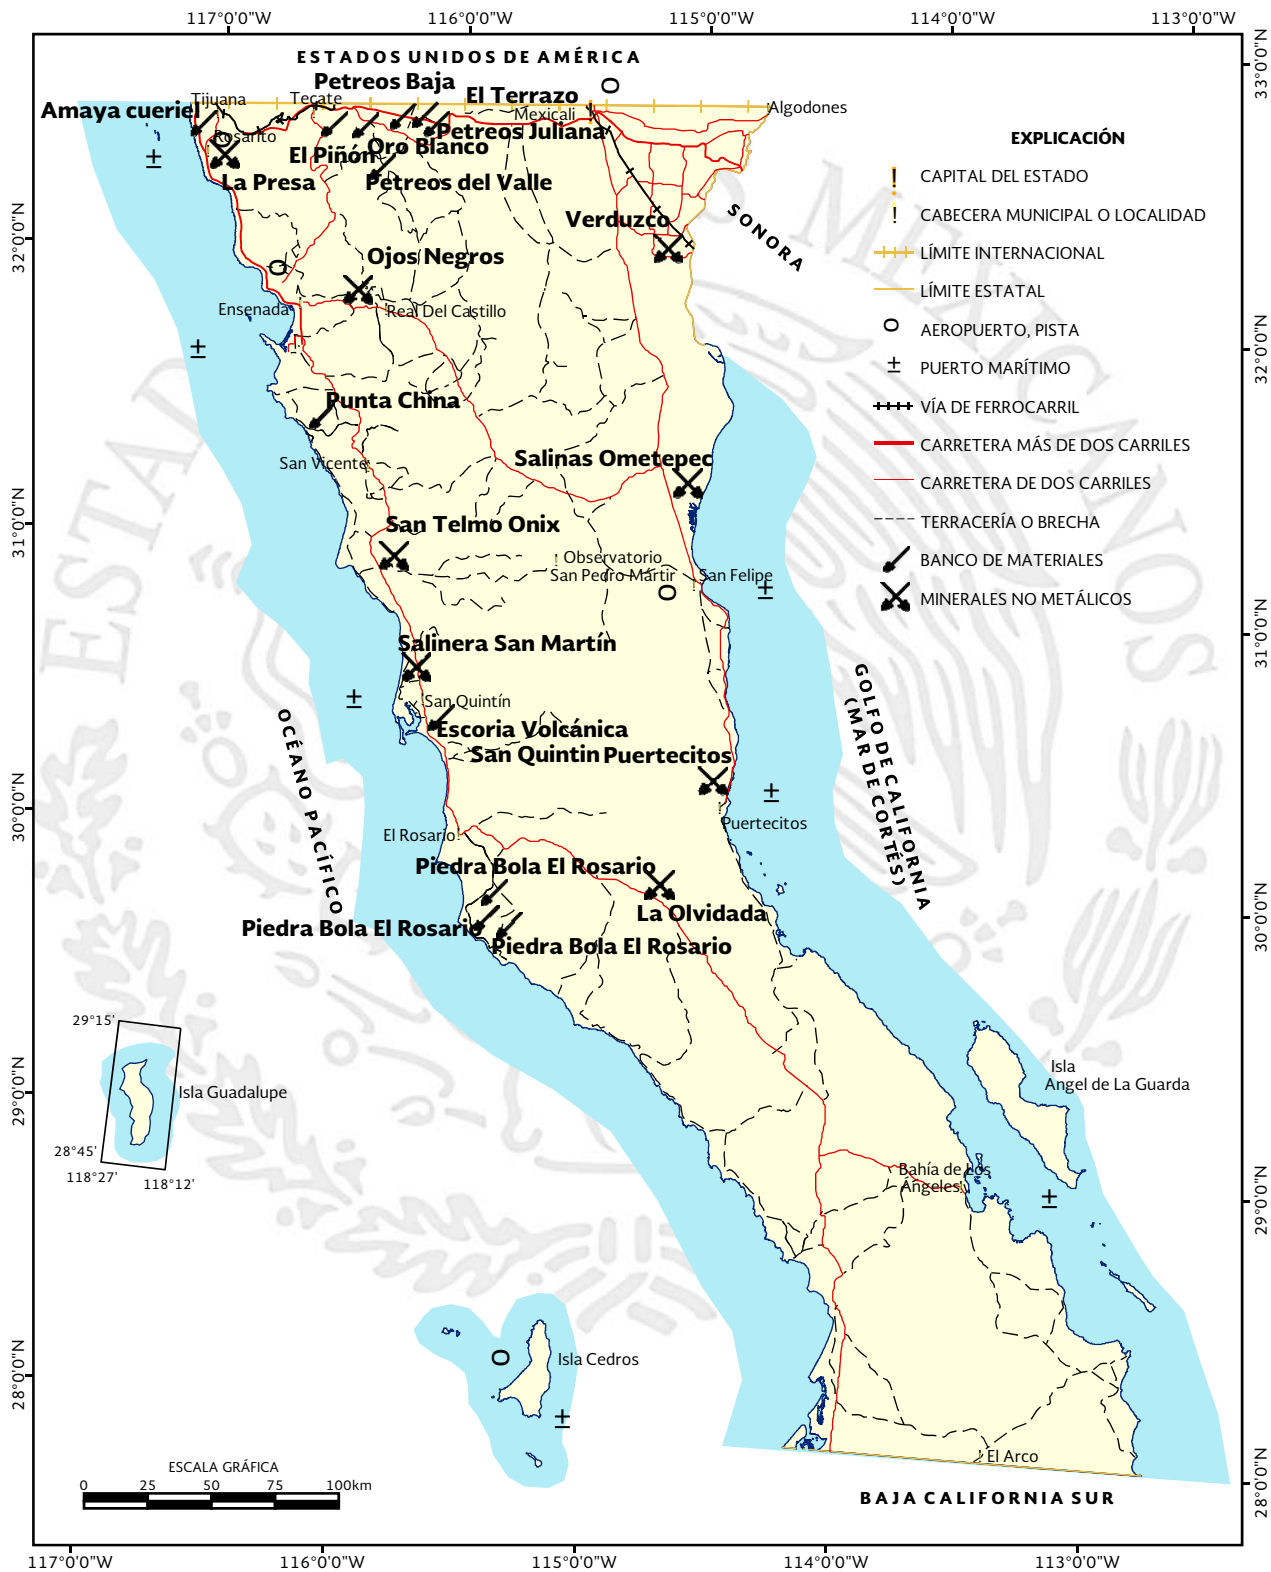 117°0'0"W
116°0'0"W
115°0'0"W
114°0'0"W
113°0'0"W
33°0'0"N
32°0'0"N
31°0'0"N
30°0'0"N
29°0'0"N
28°0'0"N
32°0'0"N
31°0'0"N
30°0'0"N
29°0'0"N
28°0'0"N
ESTADOS UNIDOS DE AMÉRICA
Petreos Baja
El Terrazo
Tijuana
Tecate
Amaya cueriel
Mexicali
Algodones
Rosarito
Petreos Juliana
Oro Blanco
El Piñón
La Presa
Petreos del Valle
Verduzco
SONORA
Ojos Negros
Ensenada
Real Del Castillo
Punta China
San Vicente
Salinas Ometepec
San Telmo Onix
Observatorio
San Pedro Martir
San Felipe
Salinera San Martín
San Quintín
Escoria Volcánica
San Quintin
Puertecitos
Puertecitos
El Rosario
Piedra Bola El Rosario
La Olvidada
Piedra Bola El Rosario
Piedra Bola El Rosario
OCÉANO PACÍFICO
GOLFO DE CALIFORNIA
(MAR DE CORTÉS)
29°15'
Isla Guadalupe
28°45'
118°27'
118°12'
Isla
Angel de La Guarda
Bahía de Los
Ángeles
Isla Cedros
El Arco
BAJA CALIFORNIA SUR
EXPLICACIÓN
CAPITAL DEL ESTADO
CABECERA MUNICIPAL O LOCALIDAD
LÍMITE INTERNACIONAL
LÍMITE ESTATAL
AEROPUERTO, PISTA
PUERTO MARÍTIMO
VÍA DE FERROCARRIL
CARRETERA MÁS DE DOS CARRILES
CARRETERA DE DOS CARRILES
TERRACERÍA O BRECHA
BANCO DE MATERIALES
MINERALES NO METÁLICOS
ESCALA GRÁFICA
0 25 50 75 100km
117°0'0"W
116°0'0"W
115°0'0"W
114°0'0"W
113°0'0"W